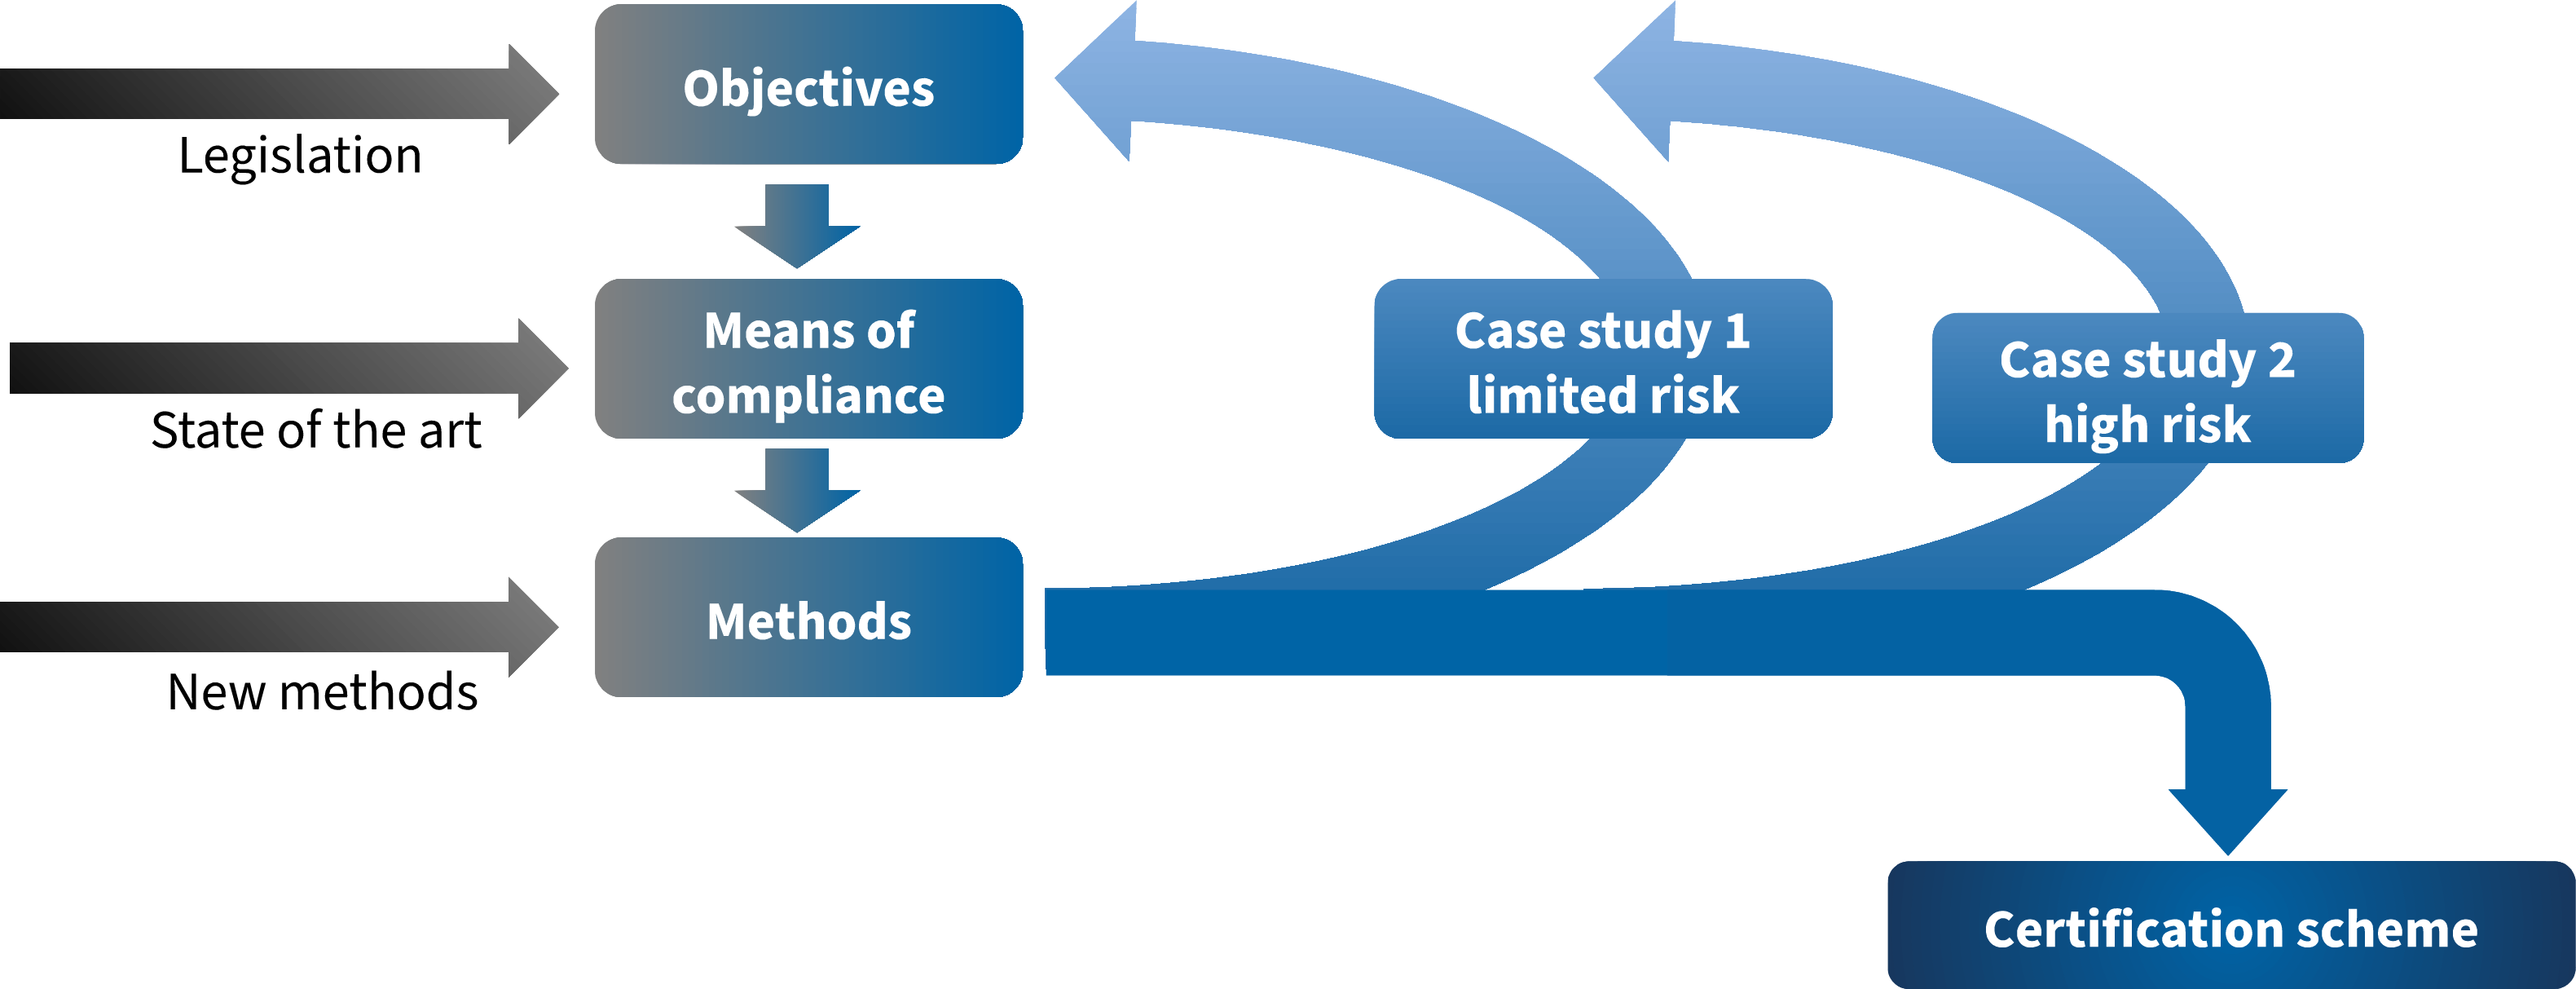 Objectives
Legislation
Means of
compliance
State of the art
Case study 1
limited risk
Case study 2
high risk
Methods
New methods
Certification scheme